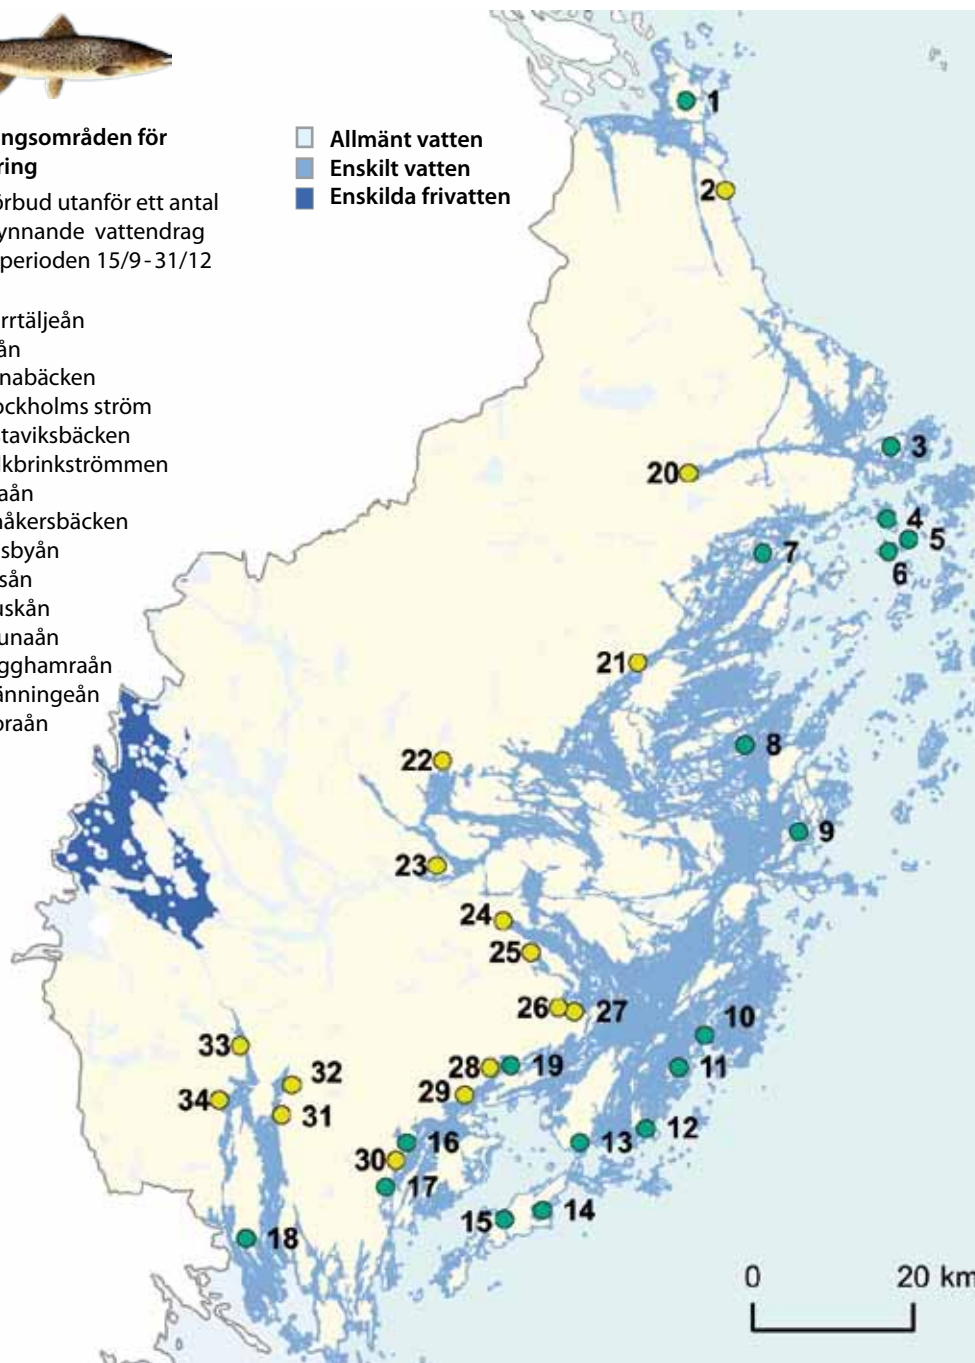 ngsområden för
ring
örbud utanför ett antal
ynnande vattendrag
perioden 15/9-31/12
rrtäljeån
ån
nabäcken
ockholms ström
staviksbäcken
lkbrinkströmmen
aån
håkersbäcken
sbyån
sån
uskån
unaån
gghamraån
änningeån
oraån
Allmänt vatten
Enskilt vatten
Enskilda frivatten
1
2
3
20
4
5
7
6
21
8
22
9
23
24
25
26
27
10
33
28
19
11
32
29
34
31
12
16
13
30
17
14
15
18
0
20 km